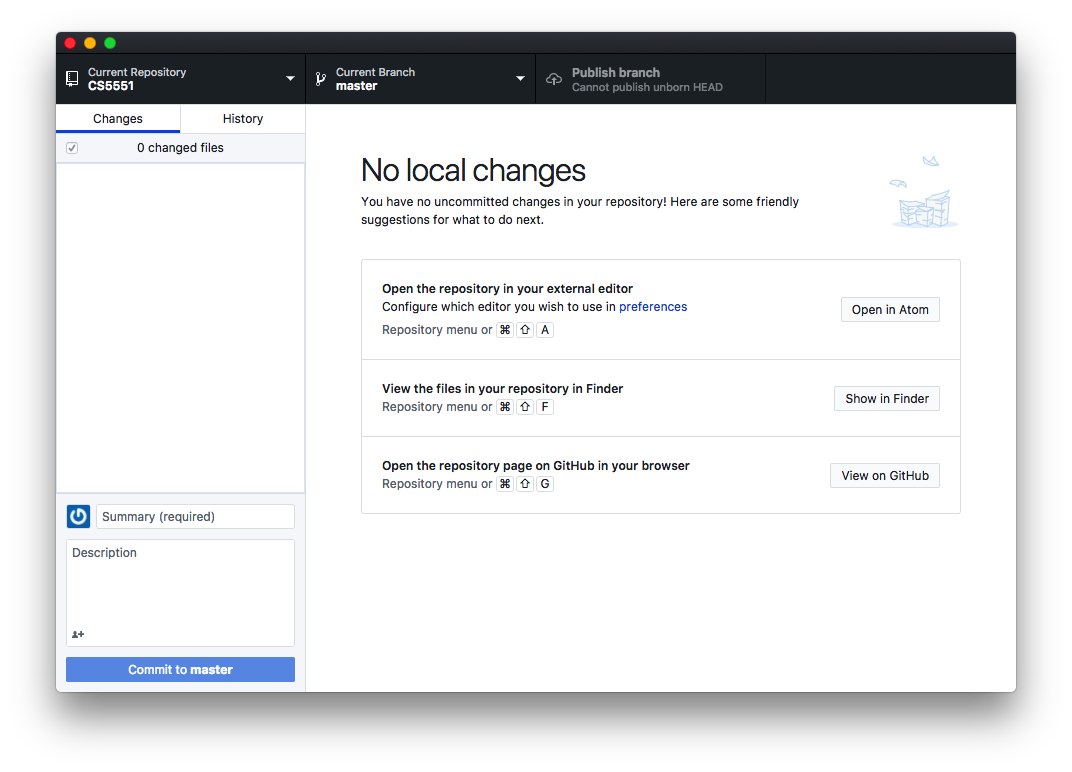 Current Repository
CS5551
Current Branch
master
Publish branch
Cannot publish unborn HEAD
Changes
History
0 changed files
No local changes
You have no uncommitted changes in your repository! Here are some friendly
suggestions for what to do next.
Open the repository in your external editor
Configure which editor you wish to use in preferences
Repository menu or ⌘ ⇧ A
Open in Atom
View the files in your repository in Finder
Repository menu or ⌘ ⇧ F
Show in Finder
Open the repository page on GitHub in your browser
Repository menu or ⌘ ⇧ G
View on GitHub
Summary (required)
Description
Commit to master